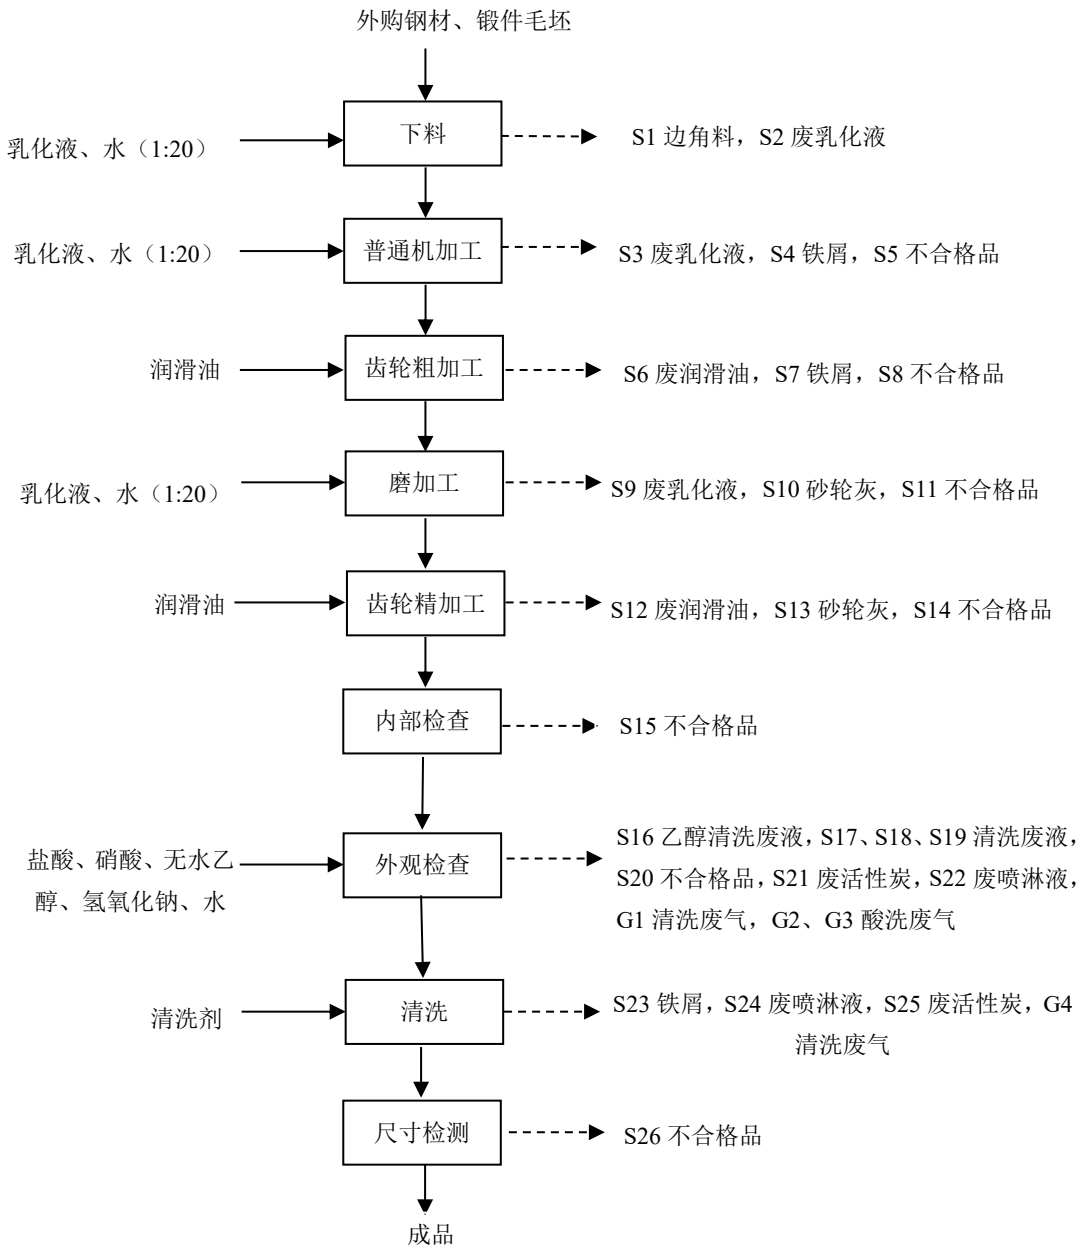 外购钢材、锻件毛坯
下料
乳化液、水（1:20）
S1 边角料，S2 废乳化液
普通机加工
乳化液、水（1:20）
S3 废乳化液，S4 铁屑，S5 不合格品
齿轮粗加工
润滑油
S6 废润滑油，S7 铁屑，S8 不合格品
磨加工
乳化液、水（1:20）
S9 废乳化液，S10 砂轮灰，S11 不合格品
齿轮精加工
润滑油
S12 废润滑油，S13 砂轮灰，S14 不合格品
内部检查
S15 不合格品
盐酸、硝酸、无水乙
醇、氢氧化钠、水
外观检查
S16 乙醇清洗废液，S17、S18、S19 清洗废液，
S20 不合格品，S21 废活性炭，S22 废喷淋液，
G1 清洗废气，G2、G3 酸洗废气
清洗剂
清洗
S23 铁屑，S24 废喷淋液，S25 废活性炭，G4
清洗废气
尺寸检测
S26 不合格品
成品